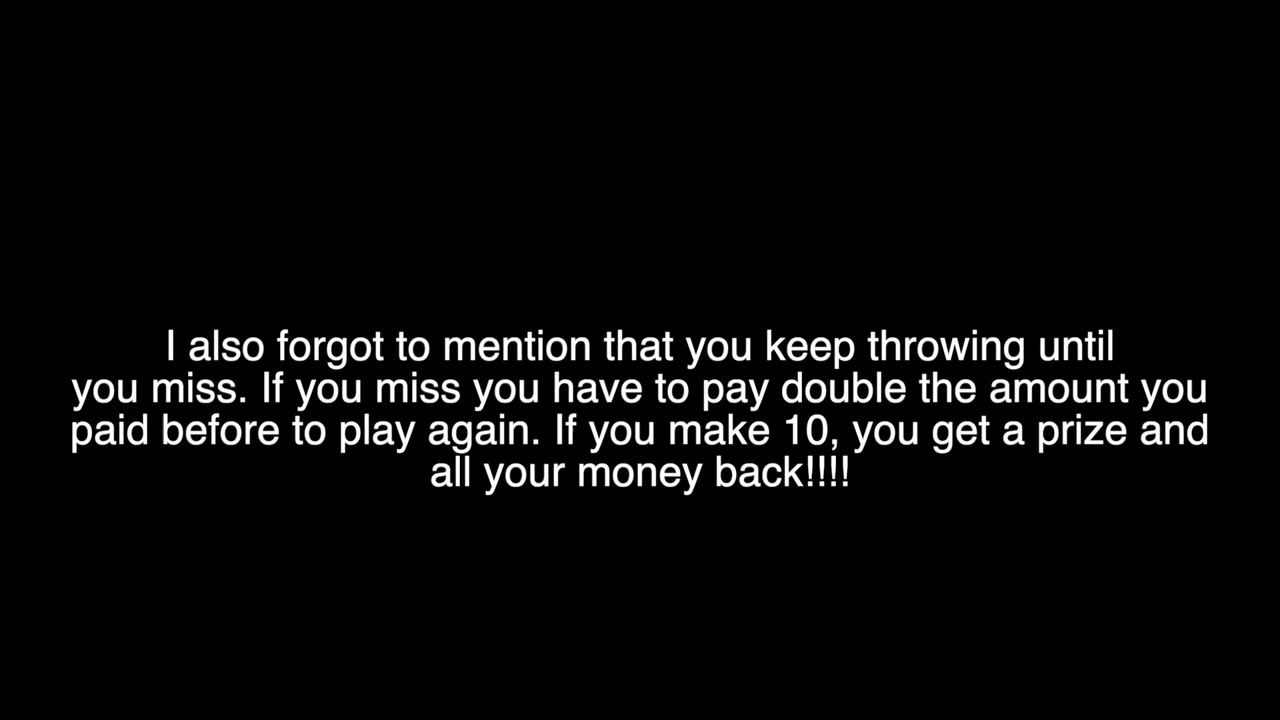 I also forgot to mention that you keep throwing until
you miss. If you miss you have to pay double the amount you
paid before to play again. If you make 10, you get a prize and
all your money back!!!!